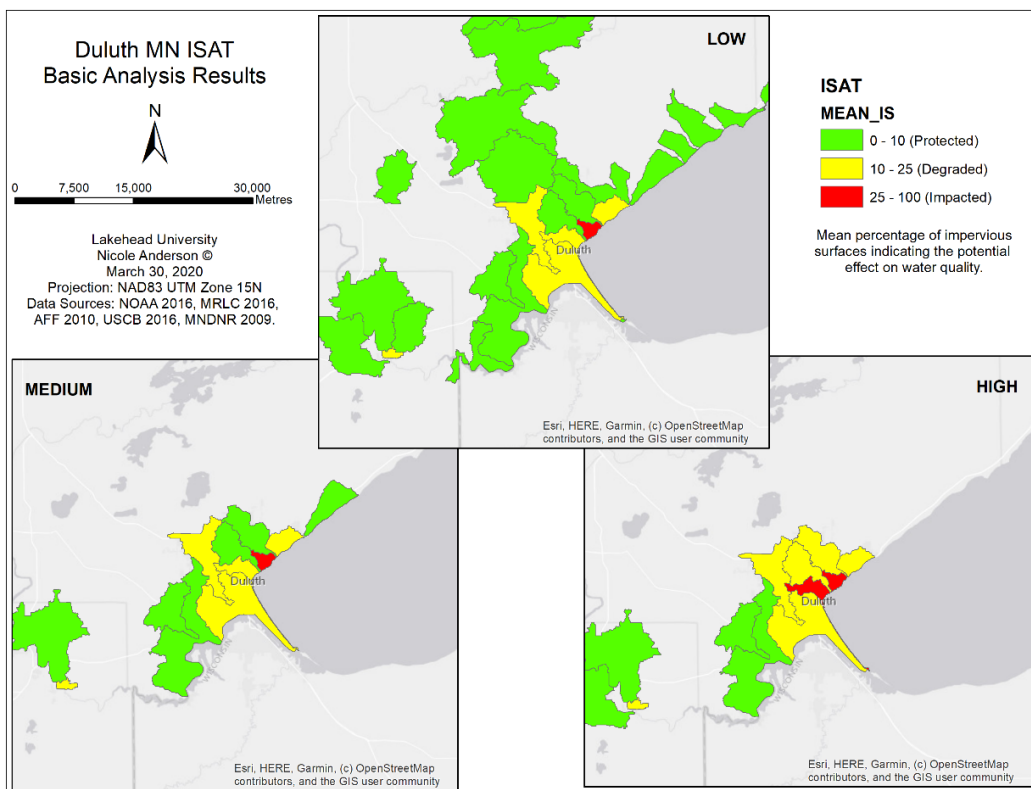 Duluth MN ISAT
Basic Analysis Results
N
0 7,500 15,000 30,000
Metres
Lakehead University
Nicole Anderson ©
March 30, 2020
Projection: NAD83 UTM Zone 15N
Data Sources: NOAA 2016, MRLC 2016,
AFF 2010, USCB 2016, MNDNR 2009.
LOW
Duluth
WISCONSIN
Esri, HERE, Garmin, (c) OpenStreetMap
contributors, and the GIS user community
ISAT
MEAN_IS
0 - 10 (Protected)
10 - 25 (Degraded)
25 - 100 (Impacted)
Mean percentage of impervious
surfaces indicating the potential
effect on water quality.
MEDIUM
Duluth
WISCONSIN
Esri, HERE, Garmin, (c) OpenStreetMap
contributors, and the GIS user community
HIGH
Duluth
WISCONSIN
Esri, HERE, Garmin, (c) OpenStreetMap
contributors, and the GIS user community